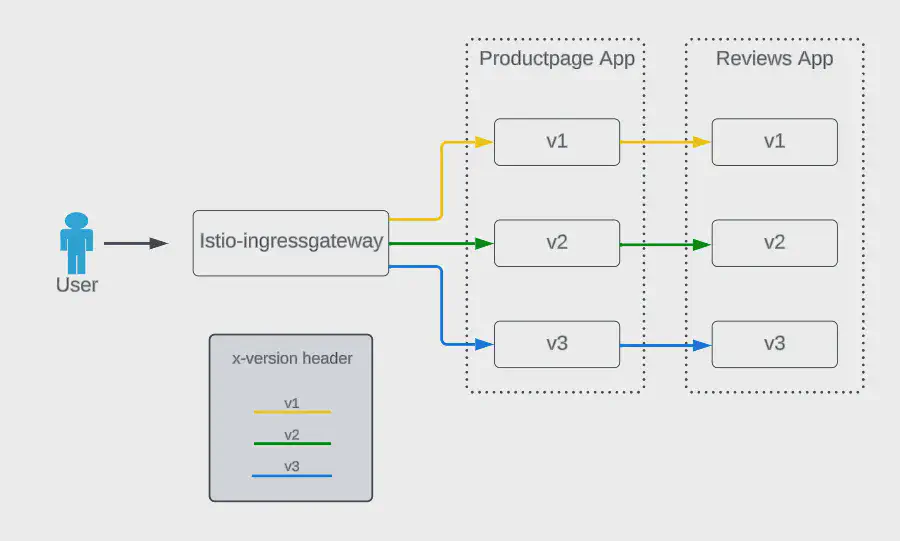 Productpage App
Reviews App
v1
v1
Istio-ingressgateway
v2
v2
User
v3
v3
x-version header
v1
v2
v3